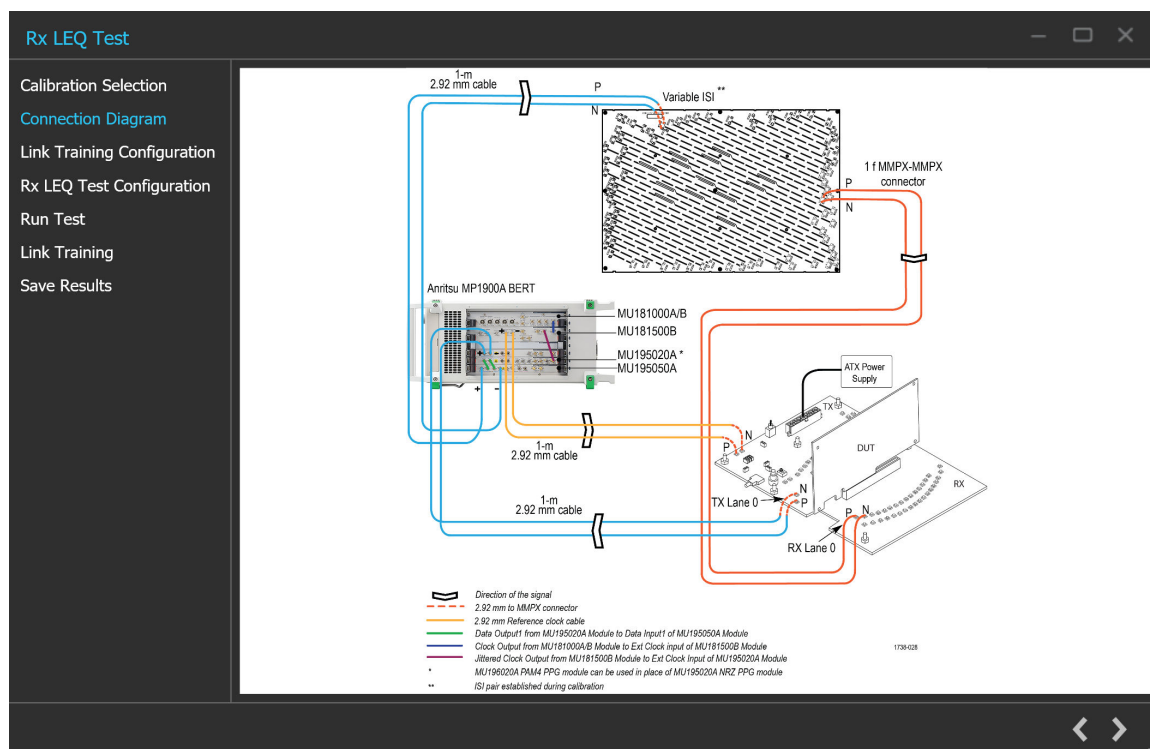 Rx LEQ Test
Calibration Selection
Connection Diagram
Link Training Configuration
Rx LEQ Test Configuration
Run Test
Link Training
Save Results
1-m
2.92 mm cable
P
N
Variable ISI **
1 f MMPX-MMPX
connector
P
N
Anritsu MP1900A BERT
MU181000A/B
MU181500B
MU195020A *
MU195050A
+ -
+ -
+ -
ATX Power
Supply
TX
DUT
RX
N
P
1-m
2.92 mm cable
N
P
TX Lane 0
1-m
2.92 mm cable
P N
RX Lane 0
Direction of the signal
2.92 mm to MMPX connector
2.92 mm Reference clock cable
Data Output1 from MU195020A Module to Data Input1 of MU195050A Module
Clock Output from MU181000A/B Module to Ext Clock input of MU181500B Module
Jittered Clock Output from MU181500B Module to Ext Clock Input of MU195020A Module
* MU196020A PAM4 PPG module can be used in place of MU195020A NRZ PPG module
** ISI pair established during calibration
1738-028